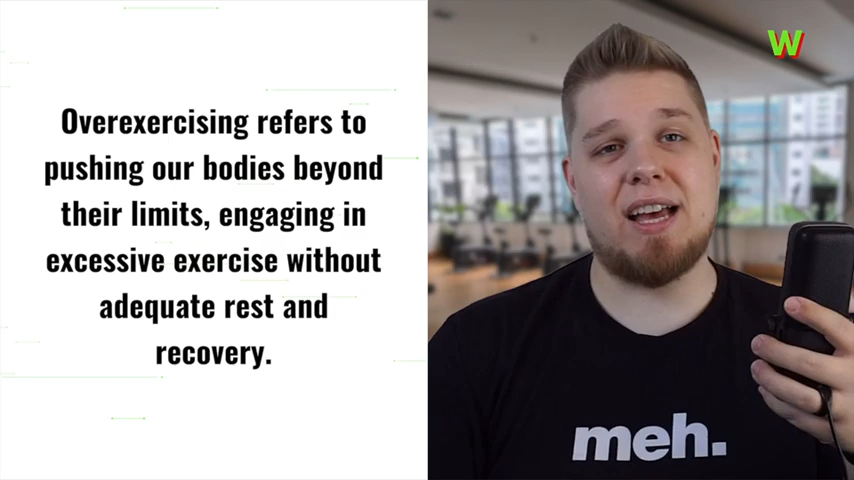 Overexercising refers to
pushing our bodies beyond
their limits, engaging in
excessive exercise without
adequate rest and
recovery.
W
meh.